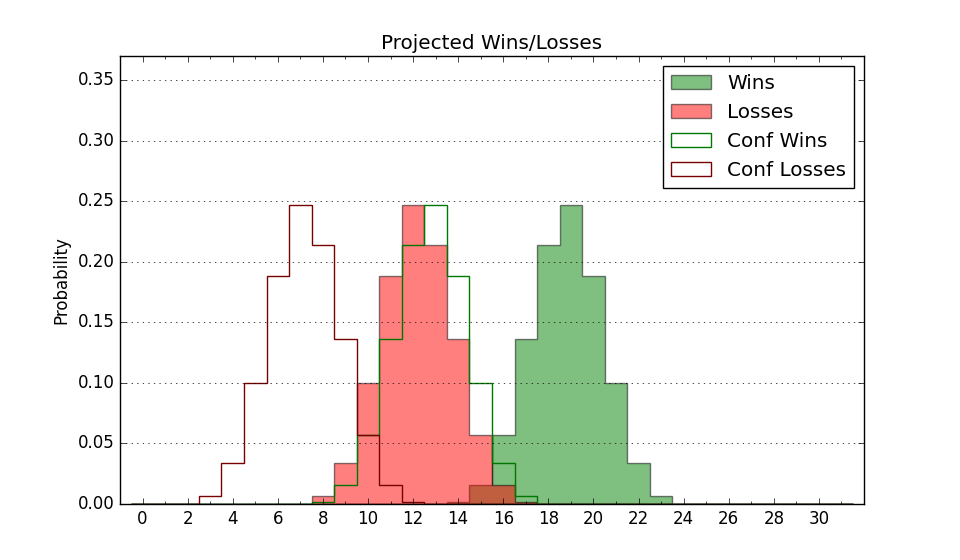 Projected Wins/Losses
0.35
0.30
0.25
0.20
0.15
0.10
0.05
0.00
Probability
Wins
Losses
Conf Wins
Conf Losses
0 2 4 6 8 10 12 14 16 18 20 22 24 26 28 30